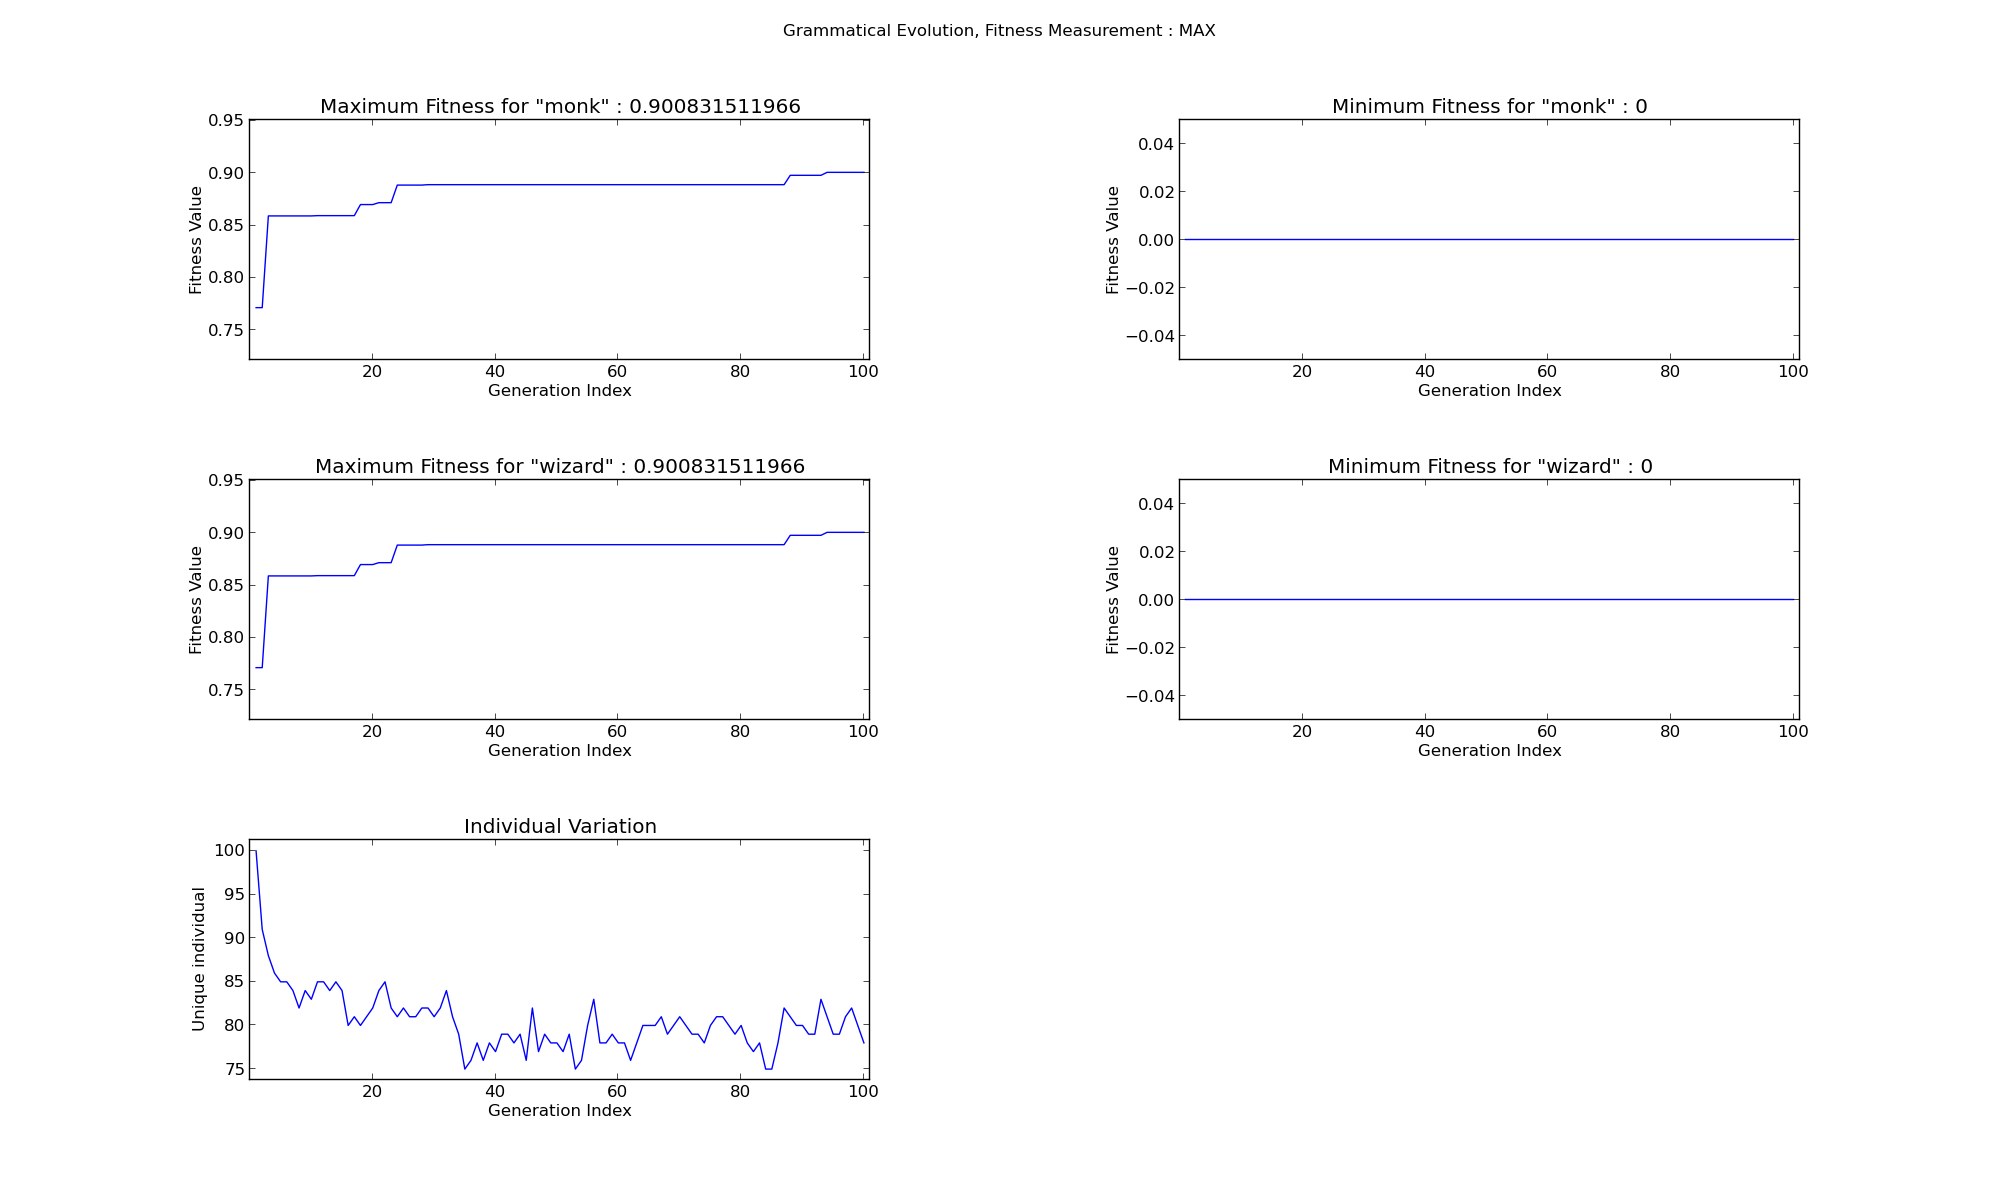 Grammatical Evolution, Fitness Measurement : MAX
Maximum Fitness for "monk" : 0.900831511966
0.95
0.90
0.85
0.80
0.75
Fitness Value
20 40 60 80 100
Generation Index
Minimum Fitness for "monk" : 0
0.04
0.02
0.00
−0.02
−0.04
Fitness Value
20 40 60 80 100
Generation Index
Maximum Fitness for "wizard" : 0.900831511966
0.95
0.90
0.85
0.80
0.75
Fitness Value
20 40 60 80 100
Generation Index
Minimum Fitness for "wizard" : 0
0.04
0.02
0.00
−0.02
−0.04
Fitness Value
20 40 60 80 100
Generation Index
Individual Variation
100
95
90
85
80
75
Unique individual
20 40 60 80 100
Generation Index